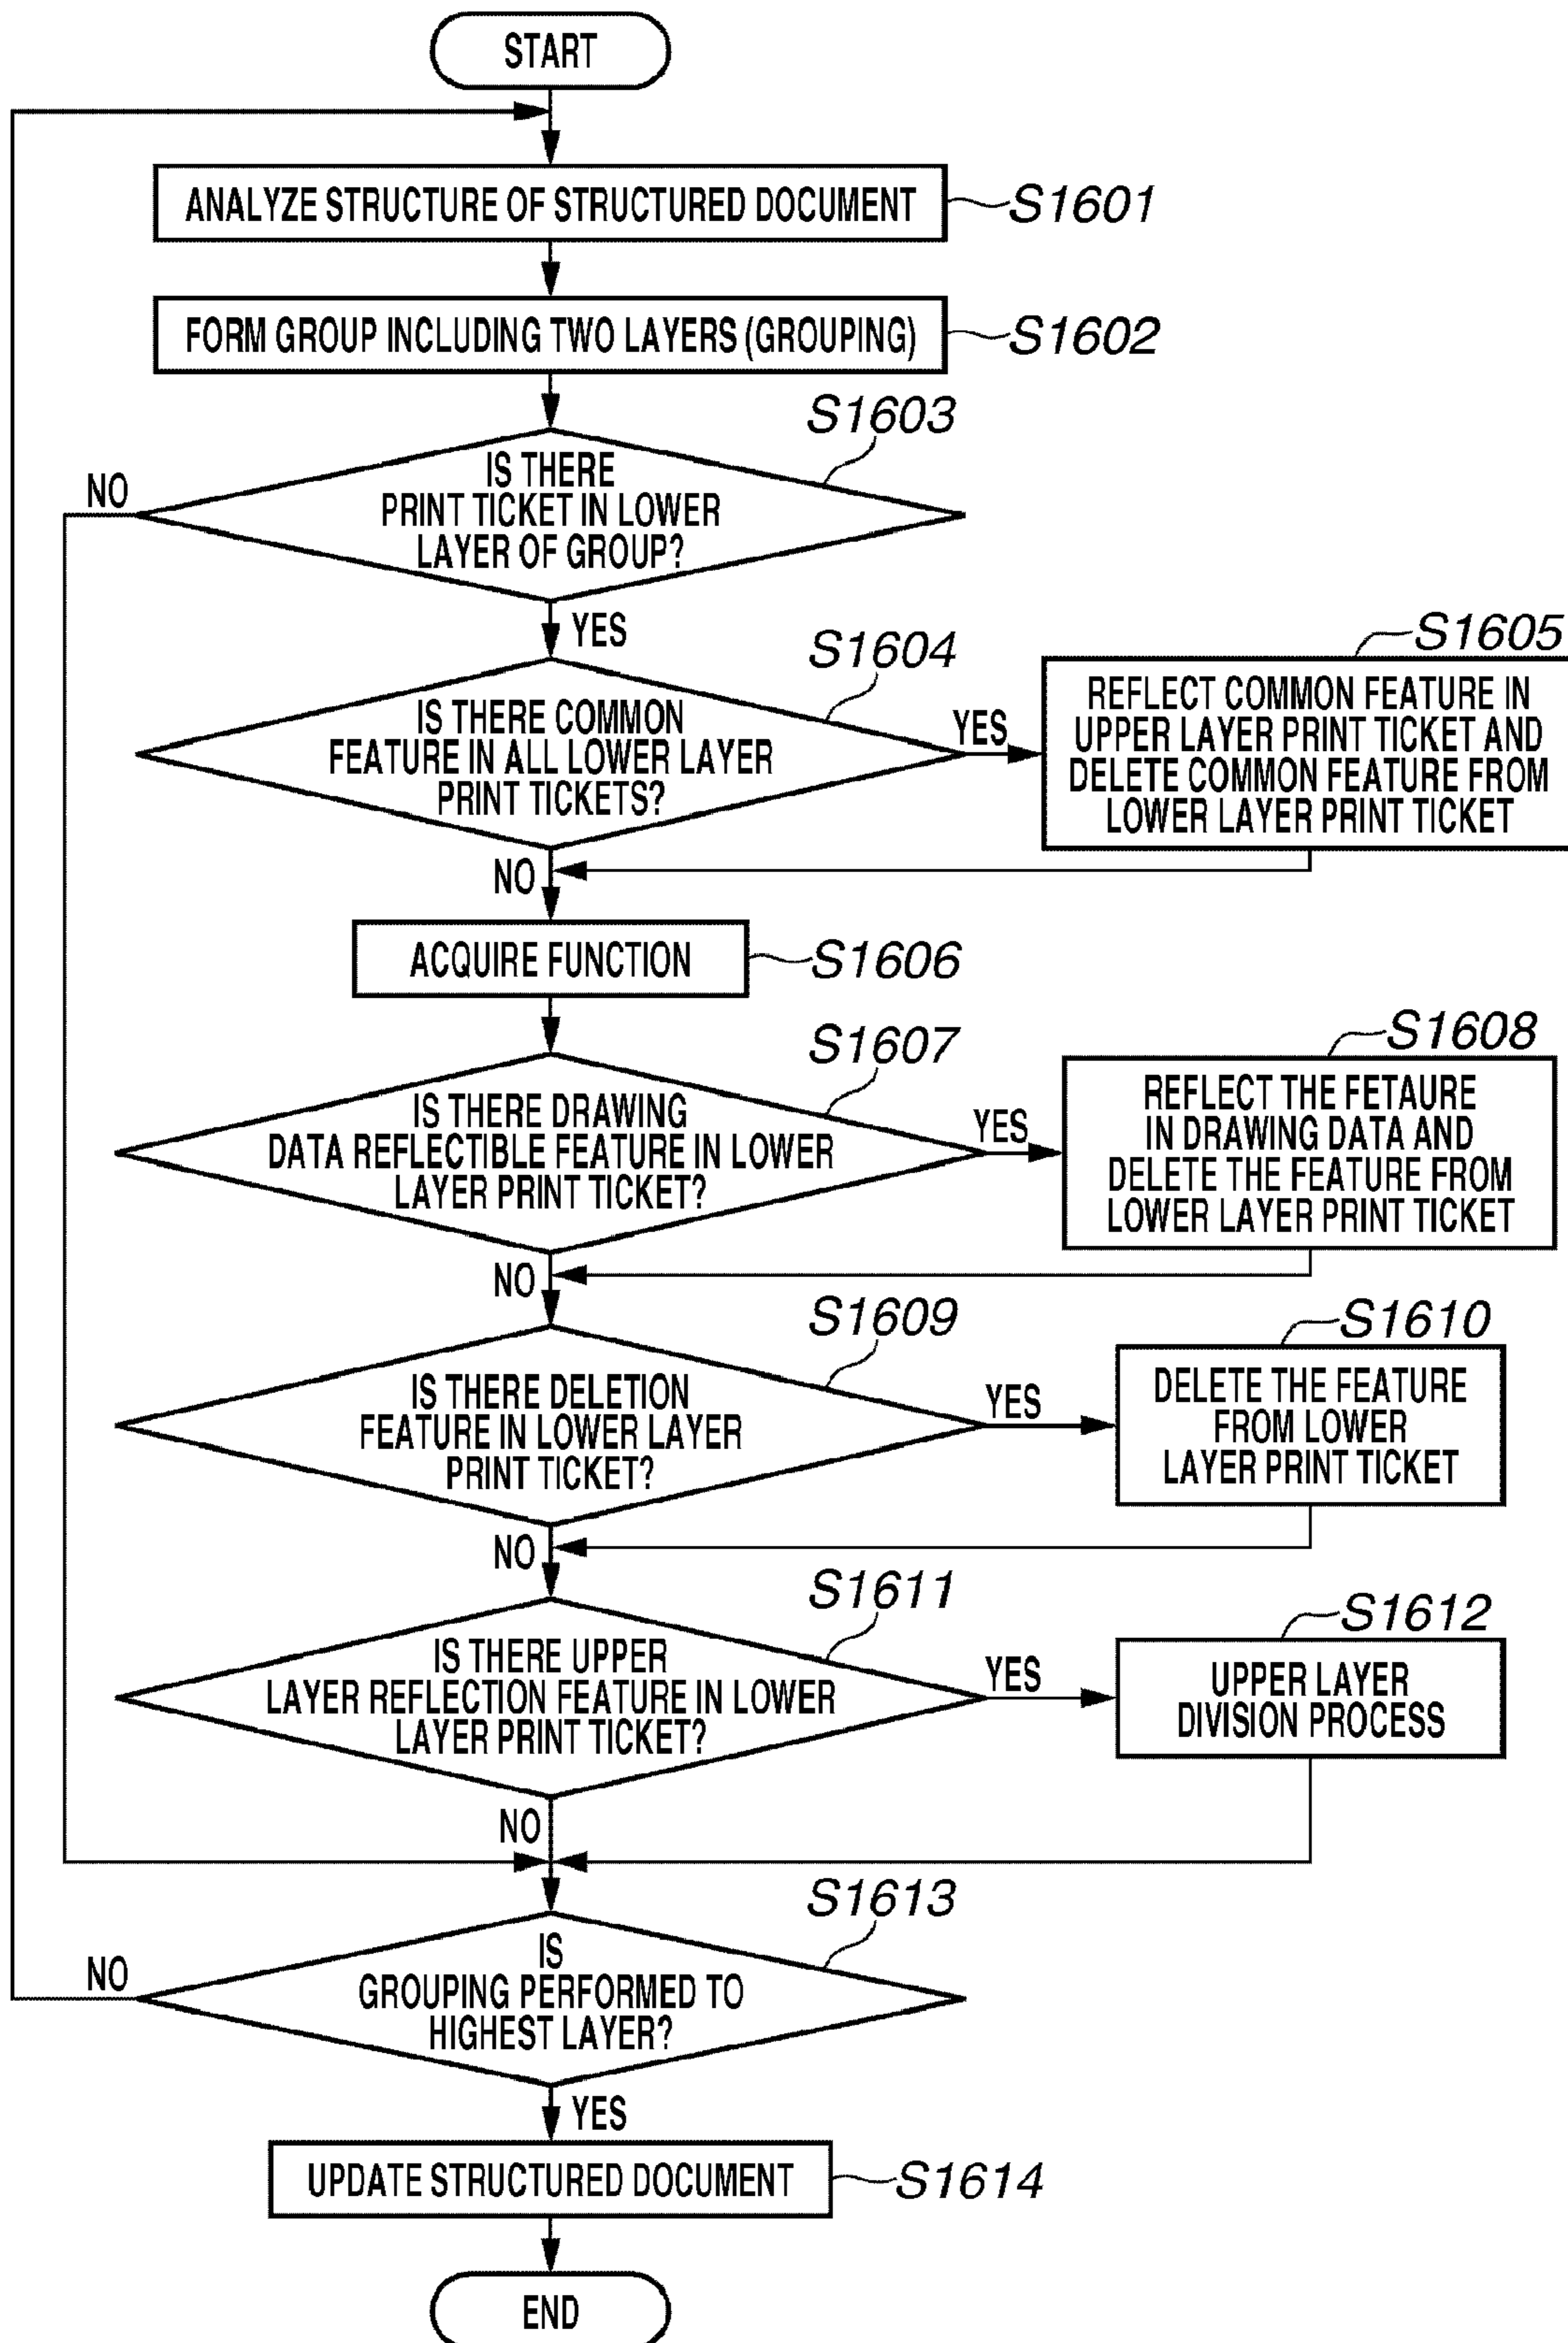 START
ANALYZE STRUCTURE OF STRUCTURED DOCUMENT
S1601
FORM GROUP INCLUDING TWO LAYERS (GROUPING)
S1602
S1603
IS THERE
PRINT TICKET IN LOWER
LAYER OF GROUP?
NO
YES
S1604
IS THERE COMMON
FEATURE IN ALL LOWER LAYER
PRINT TICKETS?
YES
S1605
REFLECT COMMON FEATURE IN
UPPER LAYER PRINT TICKET AND
DELETE COMMON FEATURE FROM
LOWER LAYER PRINT TICKET
NO
ACQUIRE FUNCTION
S1606
S1607
IS THERE DRAWING
DATA REFLECTIBLE FEATURE IN LOWER
LAYER PRINT TICKET?
YES
S1608
REFLECT THE FETAURE
IN DRAWING DATA AND
DELETE THE FEATURE FROM
LOWER LAYER PRINT TICKET
NO
S1609
IS THERE DELETION
FEATURE IN LOWER LAYER
PRINT TICKET?
YES
S1610
DELETE THE FEATURE
FROM LOWER
LAYER PRINT TICKET
NO
S1611
IS THERE UPPER
LAYER REFLECTION FEATURE IN LOWER
LAYER PRINT TICKET?
YES
S1612
UPPER LAYER
DIVISION PROCESS
NO
S1613
IS
GROUPING PERFORMED TO
HIGHEST LAYER?
NO
YES
UPDATE STRUCTURED DOCUMENT
S1614
END